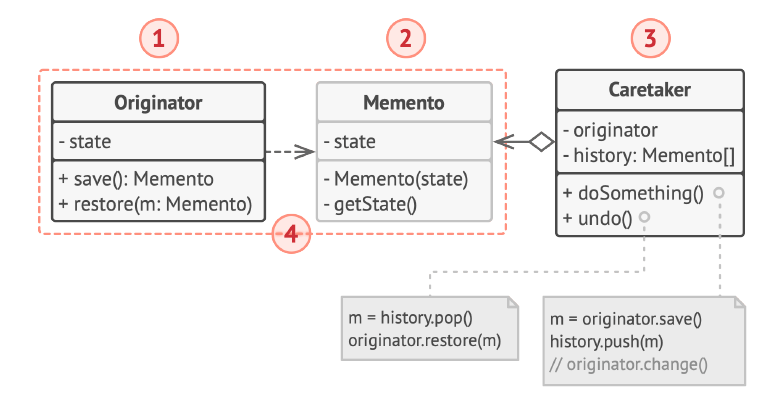 1
2
3
Originator
- state
+ save(): Memento
+ restore(m: Memento)
Memento
- state
- Memento(state)
- getState()
Caretaker
- originator
- history: Memento[]
+ doSomething()
+ undo()
4
m = history.pop()
originator.restore(m)
m = originator.save()
history.push(m)
// originator.change()